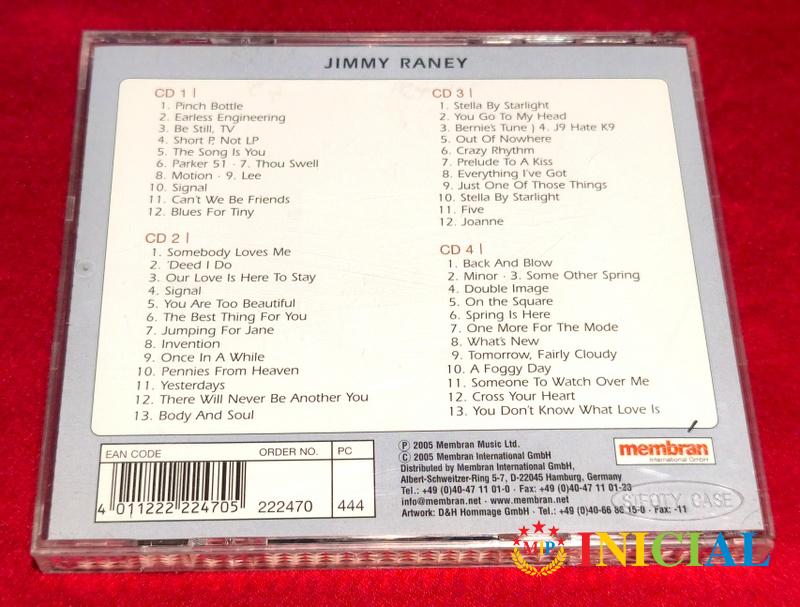 JIMMY RANEY
CD 1 |
1. Pinch Bottle
2. Earless Engineering
3. Be Still, TV
4. Short P, Not LP
5. The Song Is You
6. Parker 51 · 7. Thou Swell
8. Motion · 9. Lee
10. Signal
11. Can't We Be Friends
12. Blues For Tiny
CD 2 |
1. Somebody Loves Me
2. 'Deed I Do
3. Our Love Is Here To Stay
4. Signal
5. You Are Too Beautiful
6. The Best Thing For You
7. Jumping For Jane
8. Invention
9. Once In A While
10. Pennies From Heaven
11. Yesterdays
12. There Will Never Be Another You
13. Body And Soul
CD 3 |
1. Stella By Starlight
2. You Go To My Head
3. Bernie's Tune ) 4. J9 Hate K9
5. Out Of Nowhere
6. Crazy Rhythm
7. Prelude To A Kiss
8. Everything I've Got
9. Just One Of Those Things
10. Stella By Starlight
11. Five
12. Joanne
CD 4 |
1. Back And Blow
2. Minor · 3. Some Other Spring
4. Double Image
5. On the Square
6. Spring Is Here
7. One More For The Mode
8. What's New
9. Tomorrow, Fairly Cloudy
10. A Foggy Day
11. Someone To Watch Over Me
12. Cross Your Heart
13. You Don't Know What Love Is
EAN CODE
4 011222 224705
ORDER NO.
222470
PC
444
℗ 2005 Membran Music Ltd.
© 2005 Membran International GmbH
Distributed by Membran International GmbH,
Albert-Schweitzer-Ring 5-7, D-22045 Hamburg, Germany
Tel.: +49 (0)40-47 11 01-0 · Fax: +49 (0)40-47 11 01-23
info@membran.net · www.membran.net
Artwork: D&H Hommage GmbH · Tel.: +49 (0)40-66 86 15-0 · Fax: -11
membran
International GmbH
CASE
MP INICIAL